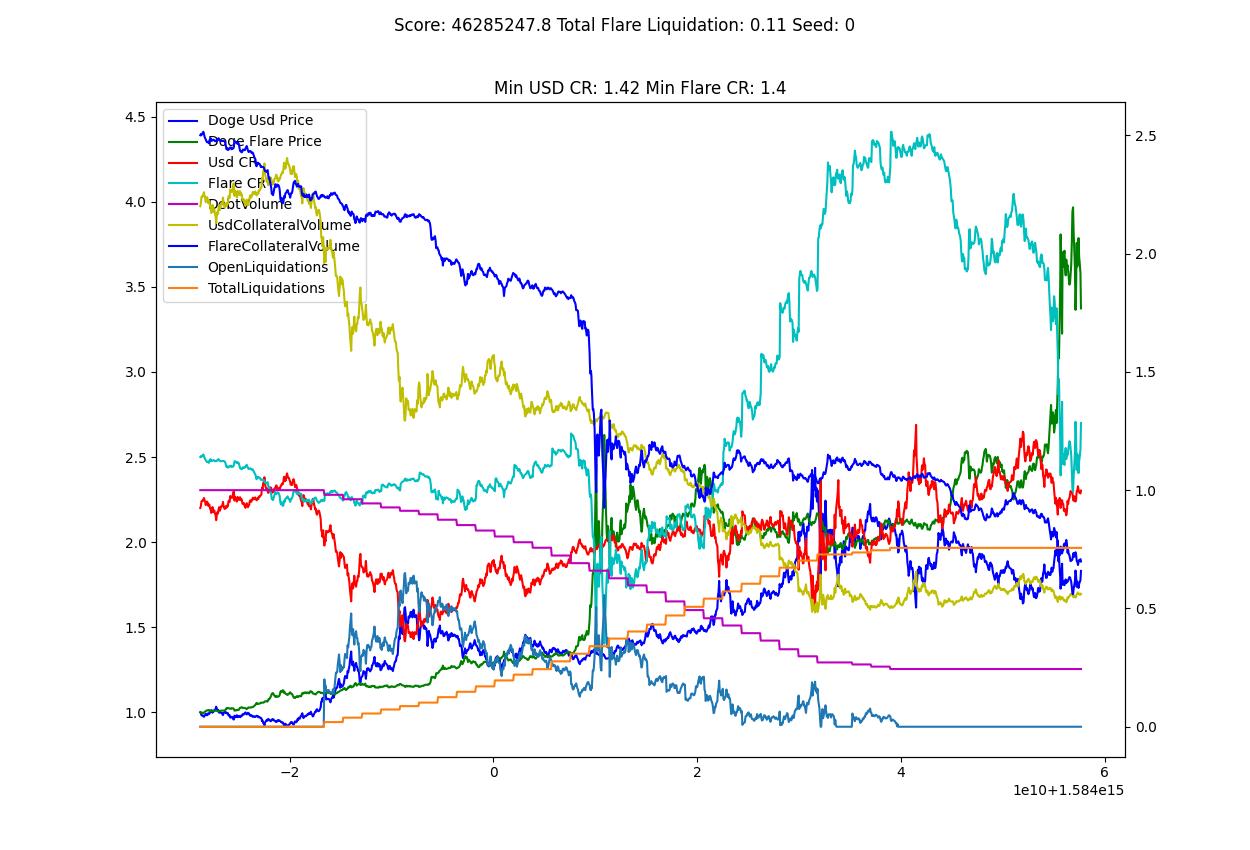 Score: 46285247.8 Total Flare Liquidation: 0.11 Seed: 0
Min USD CR: 1.42 Min Flare CR: 1.4
Doge Usd Price
Doge Flare Price
Usd CR
Flare CR
DebtVolume
UsdCollateralVolume
FlareCollateralVolume
OpenLiquidations
TotalLiquidations
4.5
4.0
3.5
3.0
2.5
2.0
1.5
1.0
2.5
2.0
1.5
1.0
0.5
0.0
−2
0
2
4
6
1e10+1.584e15